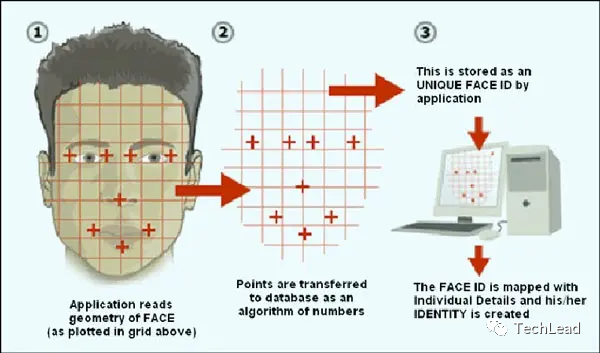 1
2
3
This is stored as an
UNIQUE FACE ID by
application
Application reads
geometry of FACE
(as plotted in grid above)
Points are transferred
to database as an
algorithm of numbers
The FACE ID is mapped with
Individual Details and his/her
IDENTITY is created
TechLead